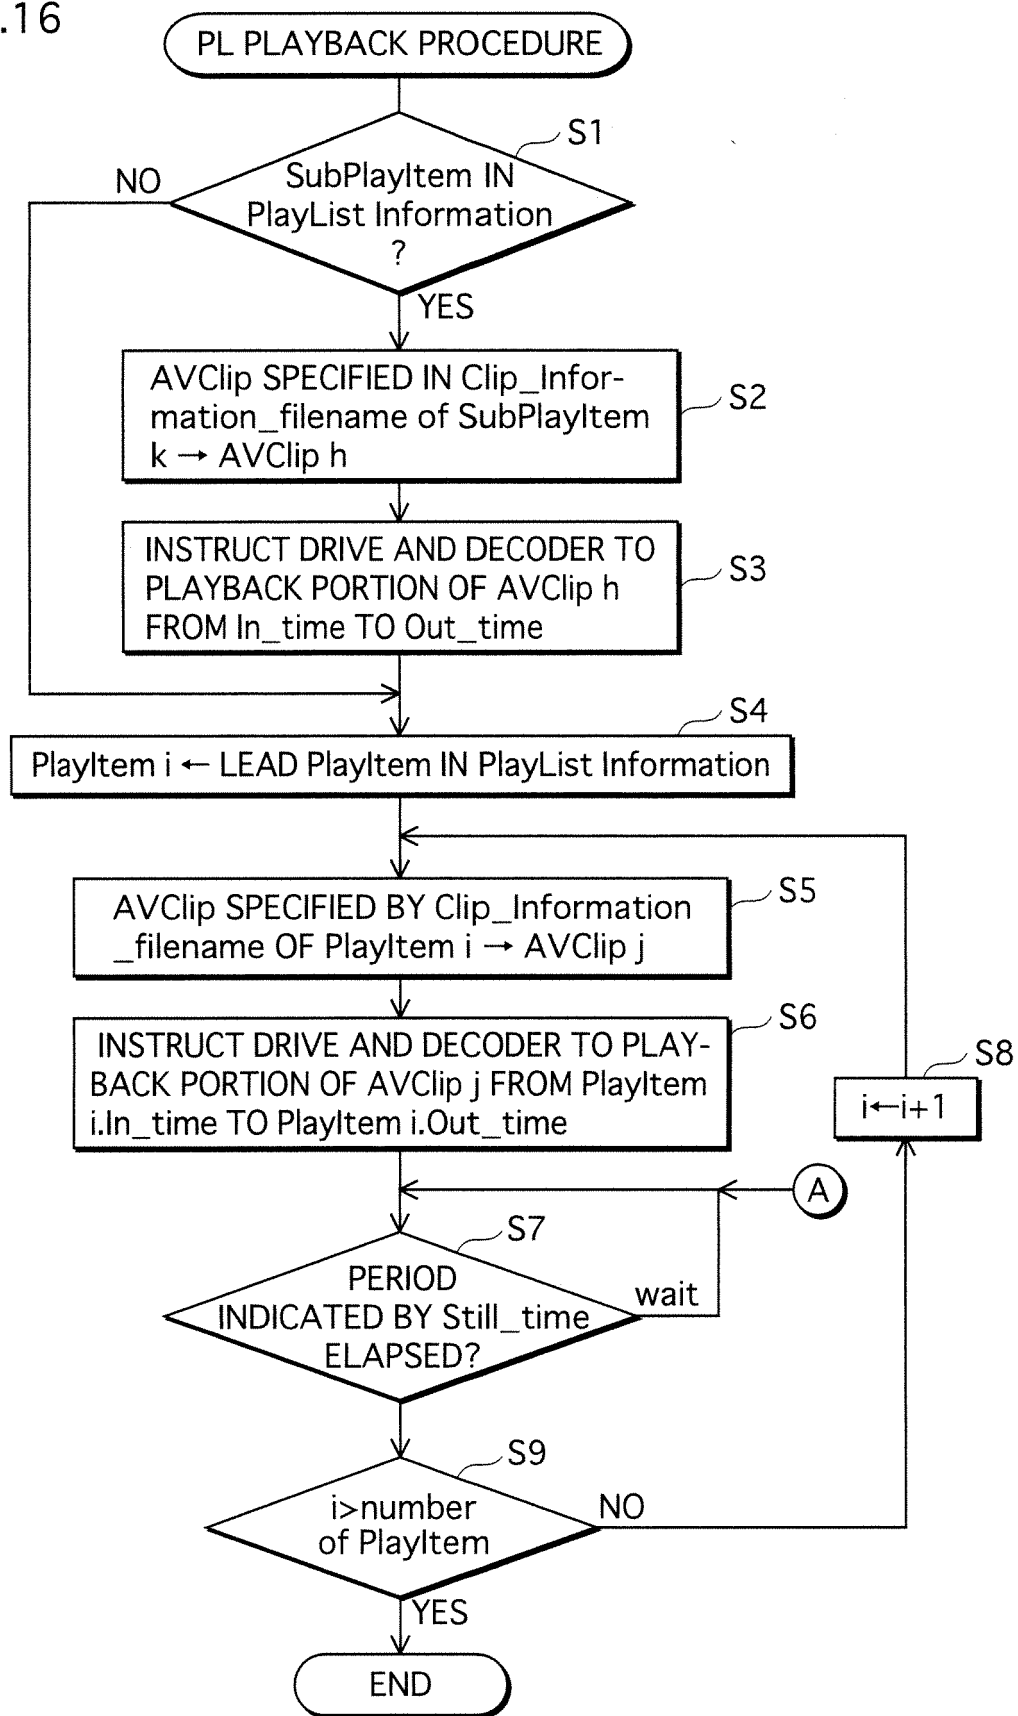 .16
PL PLAYBACK PROCEDURE
S1
NO
SubPlayItem IN
PlayList Information
?
YES
AVClip SPECIFIED IN Clip_Infor-
mation_filename of SubPlayItem
k → AVClip h
S2
INSTRUCT DRIVE AND DECODER TO
PLAYBACK PORTION OF AVClip h
FROM In_time TO Out_time
S3
S4
PlayItem i ← LEAD PlayItem IN PlayList Information
AVClip SPECIFIED BY Clip_Information
_filename OF PlayItem i → AVClip j
S5
INSTRUCT DRIVE AND DECODER TO PLAY-
BACK PORTION OF AVClip j FROM PlayItem
i.In_time TO PlayItem i.Out_time
S6
S8
i←i+1
A
S7
PERIOD
INDICATED BY Still_time
ELAPSED?
wait
S9
i>number
of PlayItem
NO
YES
END